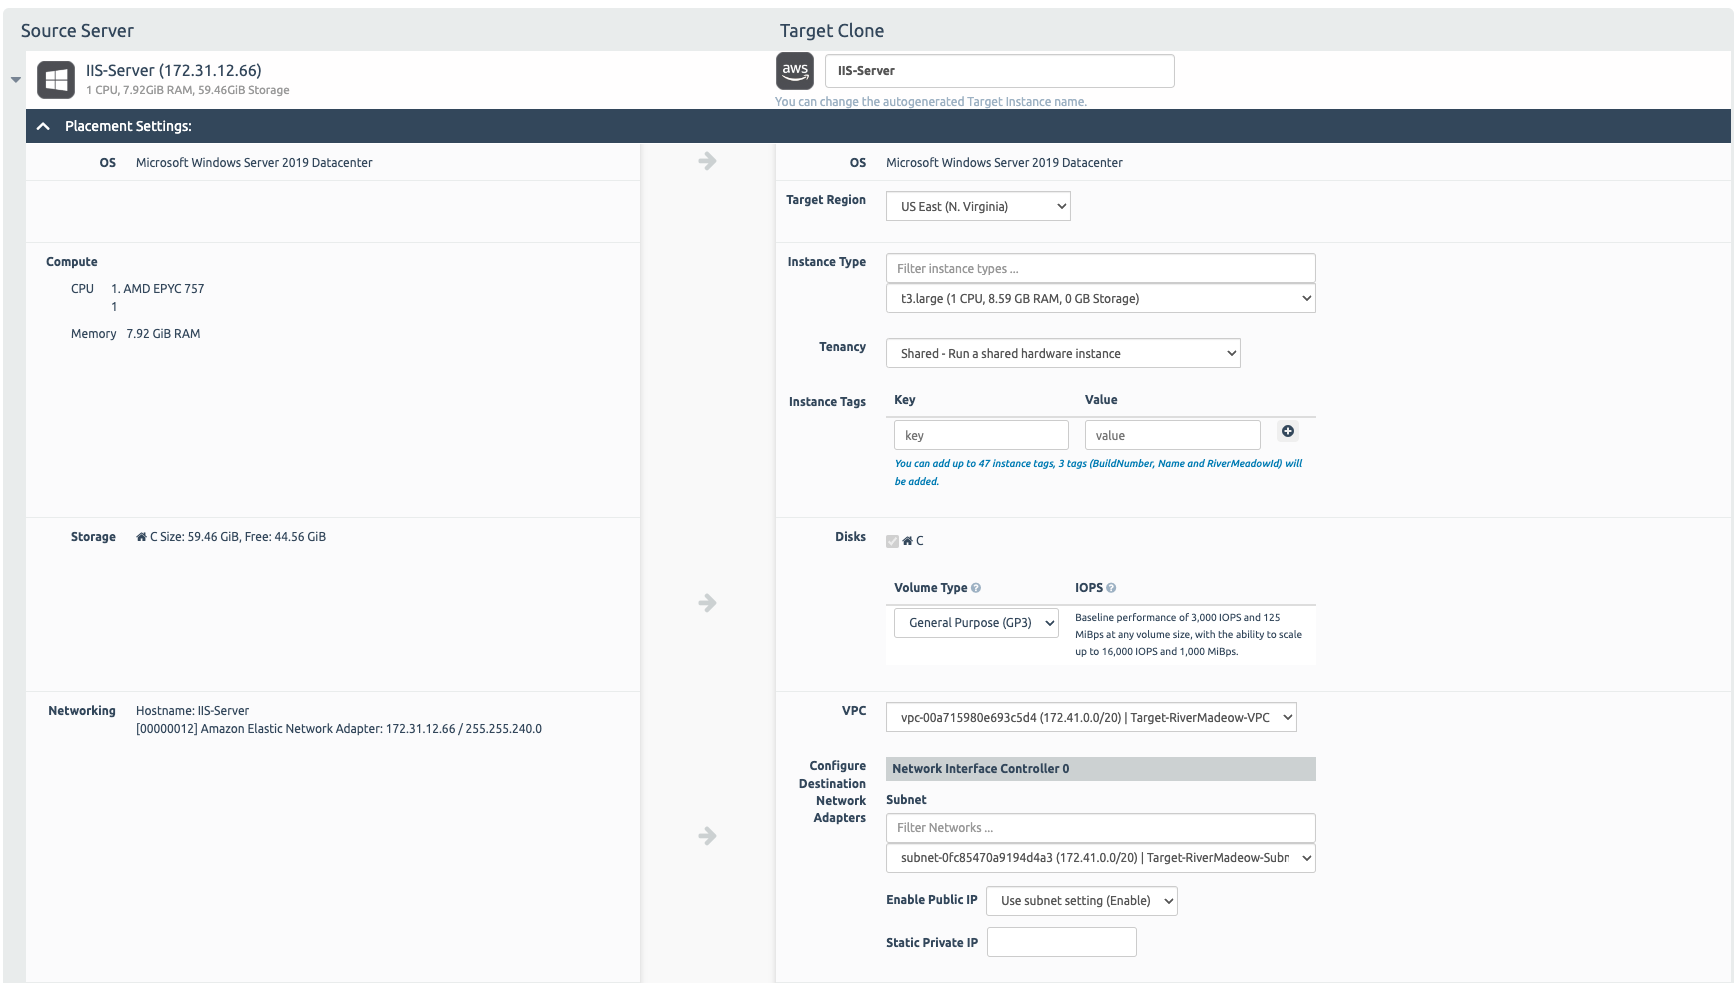 Source Server
Target Clone
IIS-Server (172.31.12.66)
1 CPU, 7.92GiB RAM, 59.46GiB Storage
aws
IIS-Server
You can change the autogenerated Target Instance name.
Placement Settings:
OS Microsoft Windows Server 2019 Datacenter
OS Microsoft Windows Server 2019 Datacenter
Target Region US East (N. Virginia)
Compute
CPU 1. AMD EPYC 757
1
Memory 7.92 GiB RAM
Instance Type Filter instance types ...
t3.large (1 CPU, 8.59 GB RAM, 0 GB Storage)
Tenancy Shared - Run a shared hardware instance
Instance Tags Key Value
key value
You can add up to 47 instance tags, 3 tags (BuildNumber, Name and RiverMeadowId) will
be added.
Storage C Size: 59.46 GiB, Free: 44.56 GiB
Disks C
Volume Type ? IOPS ?
General Purpose (GP3)
Baseline performance of 3,000 IOPS and 125
MiBps at any volume size, with the ability to scale
up to 16,000 IOPS and 1,000 MiBps.
Networking Hostname: IIS-Server
[00000012] Amazon Elastic Network Adapter: 172.31.12.66 / 255.255.240.0
VPC vpc-00a715980e693c5d4 (172.41.0.0/20) | Target-RiverMadeow-VPC
Configure
Destination
Network
Adapters
Network Interface Controller 0
Subnet
Filter Networks ...
subnet-0fc85470a9194d4a3 (172.41.0.0/20) | Target-RiverMadeow-Subn
Enable Public IP Use subnet setting (Enable)
Static Private IP